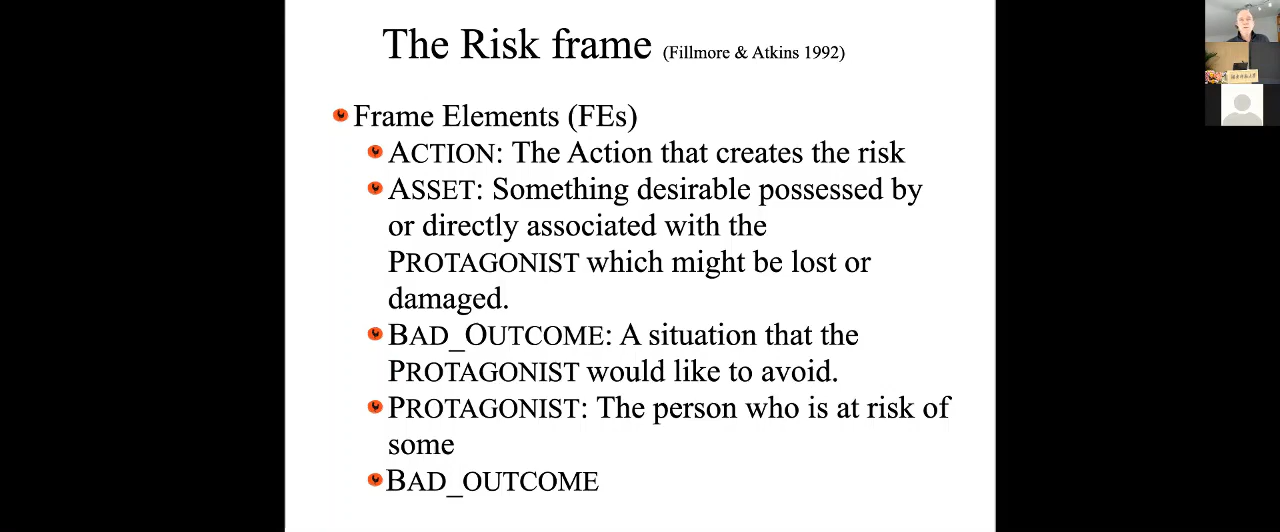 The Risk frame (Fillmore & Atkins 1992)
Frame Elements (FEs)
ACTION: The Action that creates the risk
ASSET: Something desirable possessed by
or directly associated with the
PROTAGONIST which might be lost or
damaged.
BAD_OUTCOME: A situation that the
PROTAGONIST would like to avoid.
PROTAGONIST: The person who is at risk of
some
BAD_OUTCOME